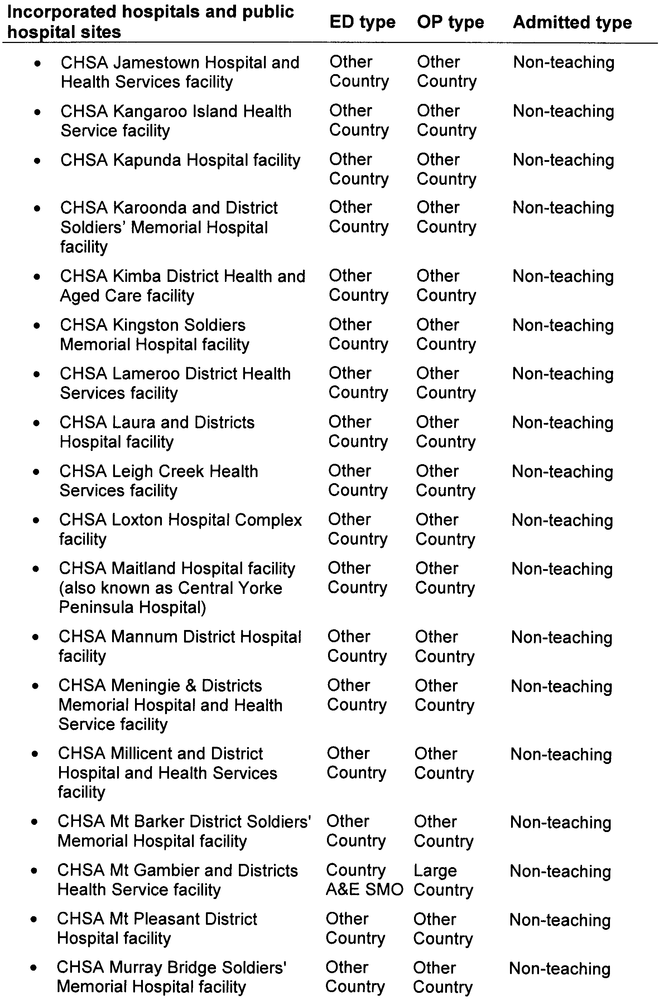 Incorporated hospitals and public hospital sites ED type OP type Admitted type
• CHSA Jamestown Hospital and Other Other Non-teaching
Health Services facility Country Country
• CHSA Kangaroo Island Health Other Other Non-teaching
Service facility Country Country
• CHSA Kapunda Hospital facility Other Other Non-teaching
Country Country
• CHSA Karoonda and District Other Other Non-teaching
Soldiers’ Memorial Hospital Country Country
facility
• CHSA Kimba District Health and Other Other Non-teaching
Aged Care facility Country Country
• CHSA Kingston Soldiers Other Other Non-teaching
Memorial Hospital facility Country Country
• CHSA Lameroo District Health Other Other Non-teaching
Services facility Country Country
• CHSA Laura and Districts Other Other Non-teaching
Hospital facility Country Country
• CHSA Leigh Creek Health Other Other Non-teaching
Services facility Country Country
• CHSA Loxton Hospital Complex Other Other Non-teaching
facility Country Country
• CHSA Maitland Hospital facility Other Other Non-teaching
(also known as Central Yorke Country Country
Peninsula Hospital)
• CHSA Mannum District Hospital Other Other Non-teaching
facility Country Country
• CHSA Meningie & Districts Other Other Non-teaching
Memorial Hospital and Health Country Country
Service facility
• CHSA Millicent and District Other Other Non-teaching
Hospital and Health Services Country Country
facility
• CHSA Mt Barker District Soldiers' Other Other Non-teaching
Memorial Hospital facility Country Country
• CHSA Mt Gambier and Districts Country Large Non-teaching
Health Service facility A&E SMO Country
• CHSA Mt Pleasant District Other Other Non-teaching
Hospital facility Country Country
• CHSA Murray Bridge Soldiers' Other Other Non-teaching
Memorial Hospital facility Country Country